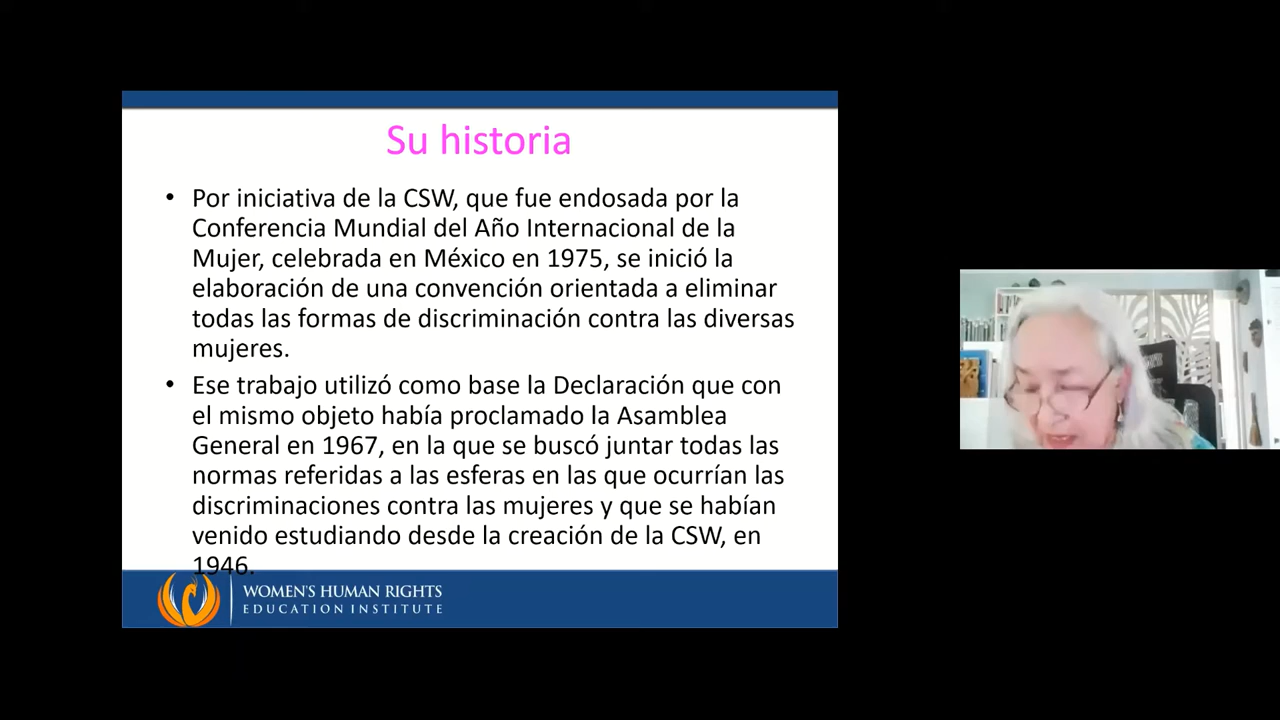 Su historia
• Por iniciativa de la CSW, que fue endosada por la
Conferencia Mundial del Año Internacional de la
Mujer, celebrada en México en 1975, se inició la
elaboración de una convención orientada a eliminar
todas las formas de discriminación contra las diversas
mujeres.
• Ese trabajo utilizó como base la Declaración que con
el mismo objeto había proclamado la Asamblea
General en 1967, en la que se buscó juntar todas las
normas referidas a las esferas en las que ocurrían las
discriminaciones contra las mujeres y que se habían
venido estudiando desde la creación de la CSW, en
1946.
WOMEN'S HUMAN RIGHTS
EDUCATION INSTITUTE